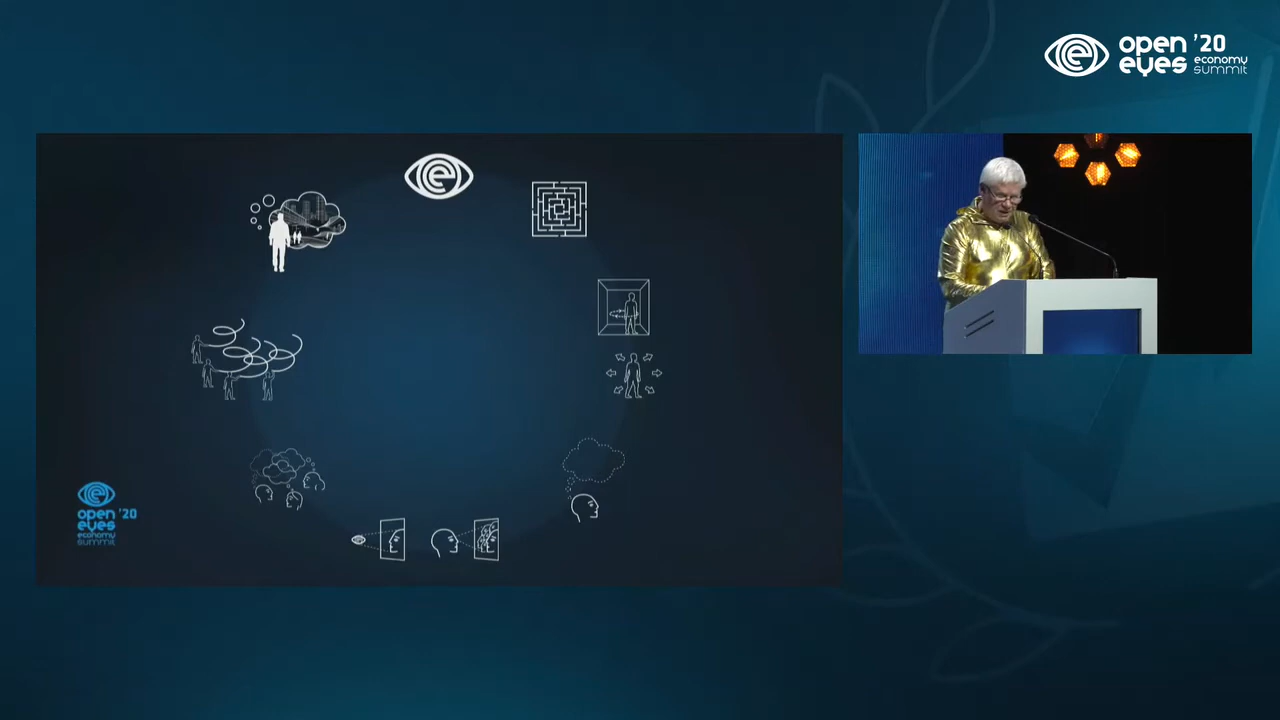 open '20
eyes economy
summit
open '20
eyes
economy
summit